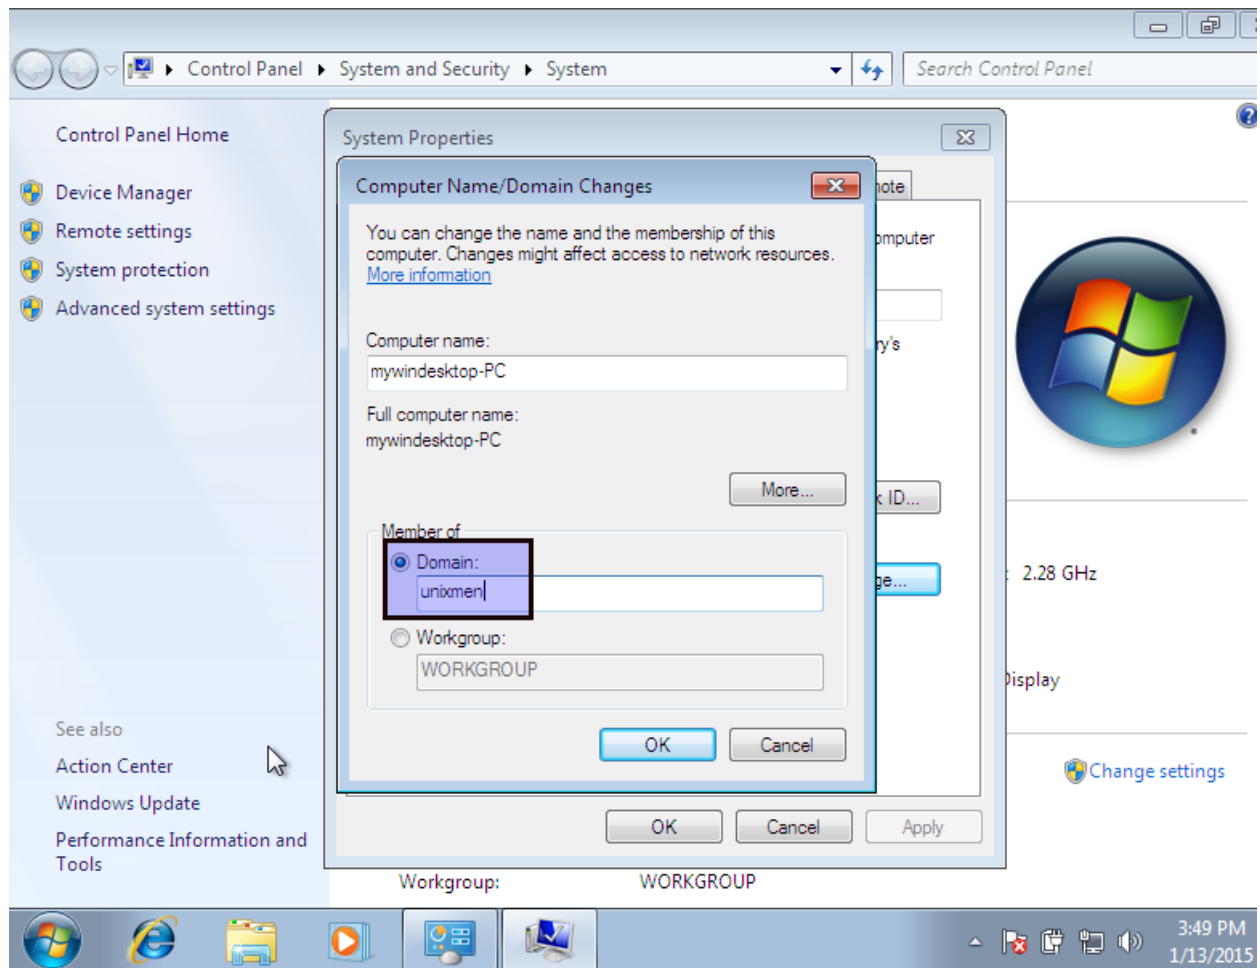 Control Panel System and Security System
Search Control Panel
Control Panel Home
Device Manager
Remote settings
System protection
Advanced system settings
See also
Action Center
Windows Update
Performance Information and
Tools
System Properties
Computer Name/Domain Changes
You can change the name and the membership of this
computer. Changes might affect access to network resources.
More information
Computer name:
mywindesktop-PC
Full computer name:
mywindesktop-PC
More...
Member of
Domain:
unixmen
Workgroup:
WORKGROUP
OK Cancel
OK Cancel Apply
ID...
2.28 GHz
Change settings
Workgroup: WORKGROUP
3:49 PM
1/13/2015